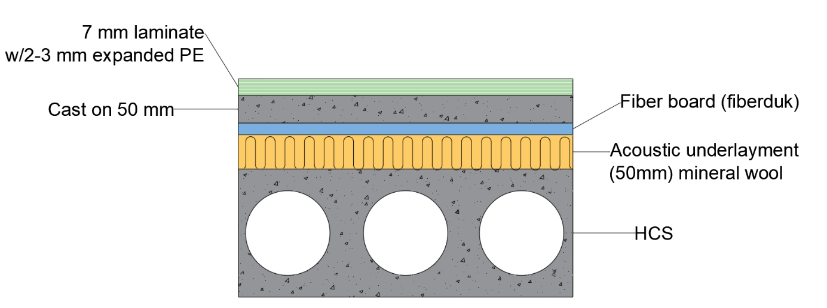 7 mm laminate
w/2-3 mm expanded PE
Cast on 50 mm
Fiber board (fiberduk)
Acoustic underlayment
(50mm) mineral wool
HCS